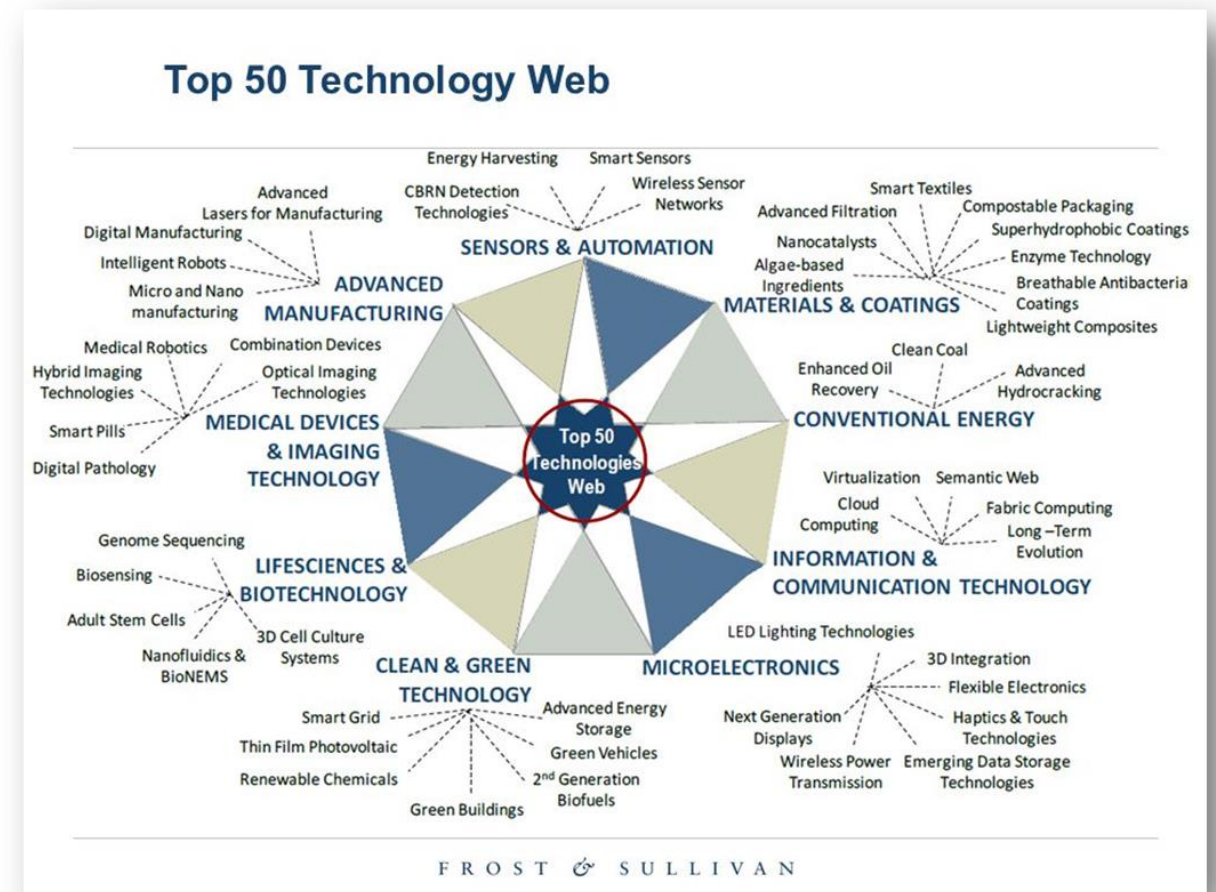 Top 50 Technology Web
Energy Harvesting
Smart Sensors
CBRN Detection
Technologies
Wireless Sensor
Networks
SENSORS & AUTOMATION
Advanced
Lasers for Manufacturing
Digital Manufacturing
Intelligent Robots
Micro and Nano
manufacturing
ADVANCED
MANUFACTURING
Smart Textiles
Advanced Filtration
Compostable Packaging
Nanocatalysts
Superhydrophobic Coatings
Algae-based
Ingredients
Enzyme Technology
Breathable Antibacteria
Coatings
Lightweight Composites
MATERIALS & COATINGS
Medical Robotics
Combination Devices
Hybrid Imaging
Technologies
Optical Imaging
Technologies
Smart Pills
Digital Pathology
MEDICAL DEVICES
& IMAGING
TECHNOLOGY
Clean Coal
Enhanced Oil
Recovery
Advanced
Hydrocracking
CONVENTIONAL ENERGY
Top 50
Technologies
Web
Virtualization
Semantic Web
Cloud
Computing
Fabric Computing
Long –Term
Evolution
INFORMATION &
COMMUNICATION TECHNOLOGY
Genome Sequencing
Biosensing
Adult Stem Cells
Nanofluidics &
BioNEMS
3D Cell Culture
Systems
LIFESCIENCES &
BIOTECHNOLOGY
CLEAN & GREEN
TECHNOLOGY
Smart Grid
Thin Film Photovoltaic
Renewable Chemicals
Green Buildings
Advanced Energy
Storage
Green Vehicles
2nd Generation
Biofuels
MICROELECTRONICS
LED Lighting Technologies
3D Integration
Flexible Electronics
Haptics & Touch
Technologies
Next Generation
Displays
Wireless Power
Transmission
Emerging Data Storage
Technologies
FROST & SULLIVAN